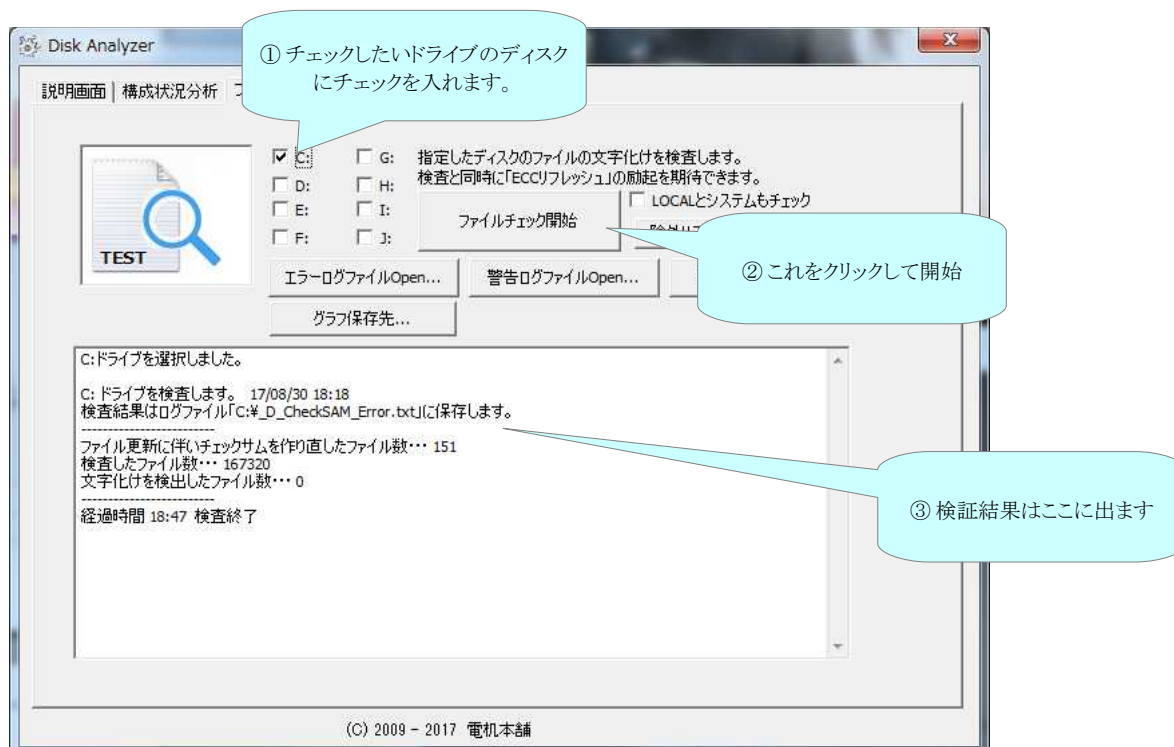 Disk Analyzer
① チェックしたいドライブのディスク
にチェックを入れます。
説明画面
構成状況分析
TEST
C:
D:
E:
F:
G:
H:
I:
J:
指定したディスクのファイルの文字化けを検査します。
検査と同時に「ECCリフレッシュ」の励起を期待できます。
LOCALとシステムもチェック
ファイルチェック開始
② これをクリックして開始
エラーログファイルOpen...
警告ログファイルOpen...
グラフ保存先...
C:ドライブを選択しました。
C: ドライブを検査します。 17/08/30 18:18
検査結果はログファイル「C:¥_D_CheckSAM_Error.txt」に保存します。
-------------------------
ファイル更新に伴いチェックサムを作り直したファイル数・・・ 151
検査したファイル数・・・ 167320
文字化けを検出したファイル数・・・ 0
-------------------------
経過時間 18:47 検査終了
③ 検証結果はここに出ます
(C) 2009 - 2017 電机本舗